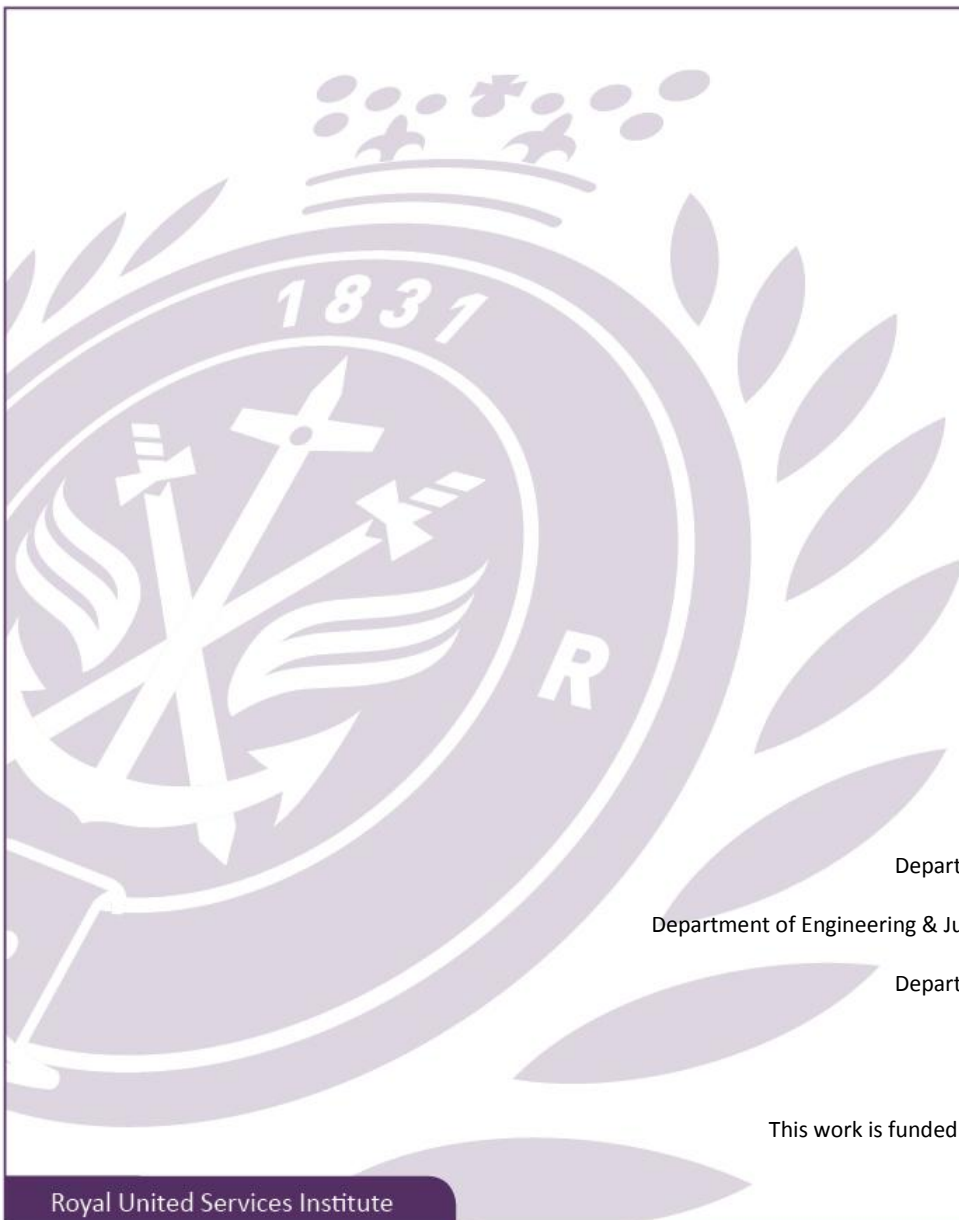 1831
R
Depart
Department of Engineering & Ju
Depart
This work is funded
Royal United Services Institute